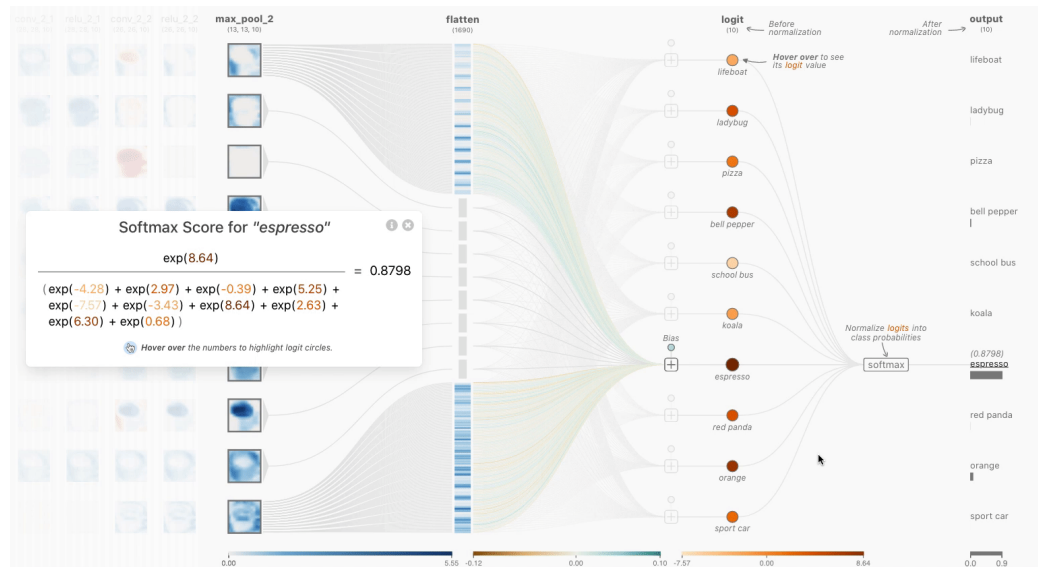 conv_2_1 relu_2_1 conv_2_2 relu_2_2 max_pool_2 flatten logit output
(13, 13, 10) (1690) (10) (10)
Before
normalization
After
normalization
Hover over to see
its logit value
lifeboat
lifeboat
ladybug
ladybug
pizza
pizza
bell pepper
bell pepper
school bus
school bus
koala
koala
Softmax Score for "espresso"
exp(8.64)
= 0.8798
(exp(-4.28) + exp(2.97) + exp(-0.39) + exp(5.25) +
exp(-7.57) + exp(-3.43) + exp(8.64) + exp(2.63) +
exp(6.30) + exp(0.68))
Hover over the numbers to highlight logit circles.
Normalize logits into
class probabilities
Bias
softmax
(0.8798)
espresso
espresso
red panda
red panda
orange
orange
sport car
sport car
0.00 5.55 -0.12 0.00 0.10 -7.57 0.00 8.64 0.0 0.9